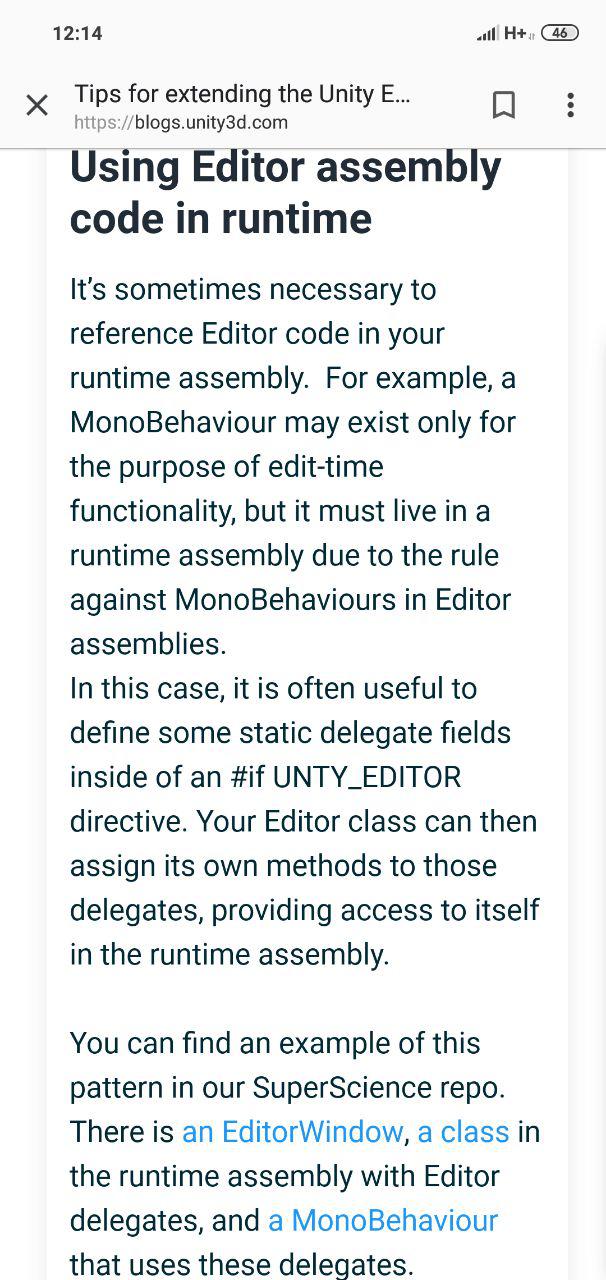 12:14
H+
46
Tips for extending the Unity E...
https://blogs.unity3d.com
Using Editor assembly
code in runtime
It’s sometimes necessary to
reference Editor code in your
runtime assembly.  For example, a
MonoBehaviour may exist only for
the purpose of edit-time
functionality, but it must live in a
runtime assembly due to the rule
against MonoBehaviours in Editor
assemblies.
In this case, it is often useful to
define some static delegate fields
inside of an #if UNTY_EDITOR
directive. Your Editor class can then
assign its own methods to those
delegates, providing access to itself
in the runtime assembly.
You can find an example of this
pattern in our SuperScience repo.
There is an EditorWindow, a class in
the runtime assembly with Editor
delegates, and a MonoBehaviour
that uses these delegates.